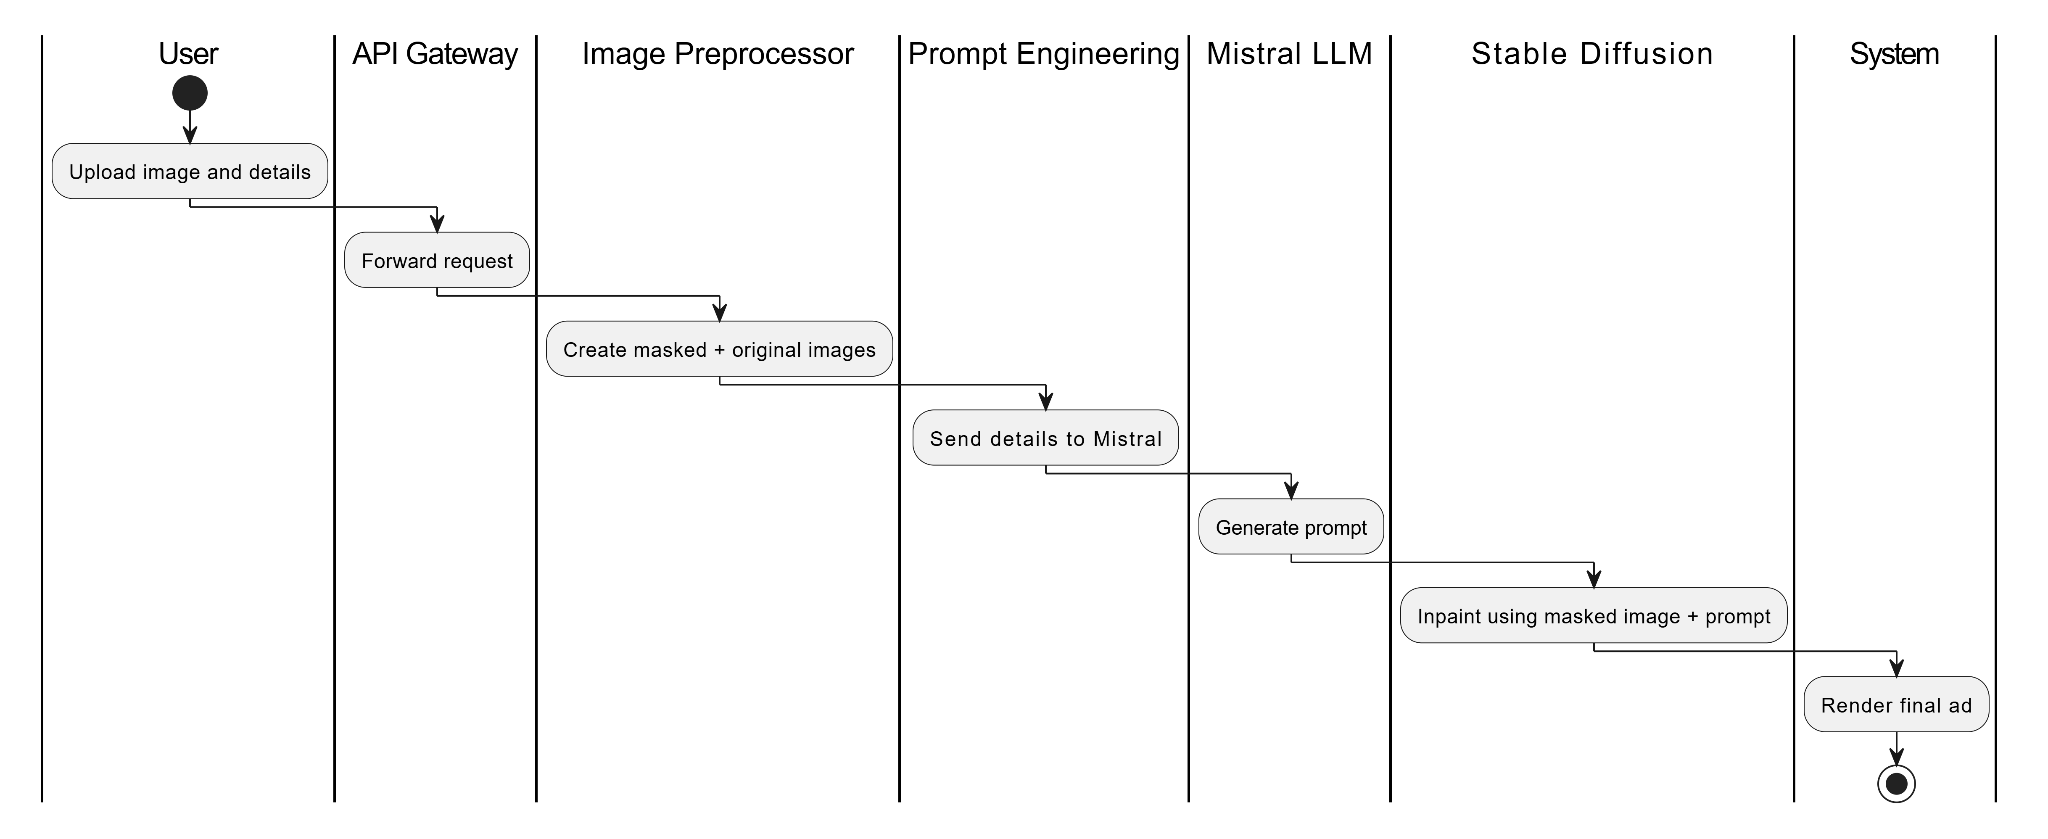 User
API Gateway
Image Preprocessor
Prompt Engineering
Mistral LLM
Stable Diffusion
System
Upload image and details
Forward request
Create masked + original images
Send details to Mistral
Generate prompt
Inpaint using masked image + prompt
Render final ad